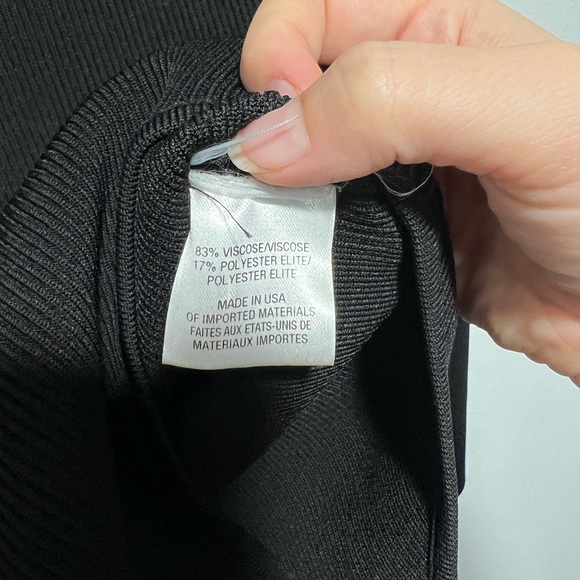 83% VISCOSE/VISCOSE
17% POLYESTER ELITE/
POLYESTER ELITE
MADE IN USA
OF IMPORTED MATERIALS
FAITES AUX ETATS-UNIS DE
MATERIAUX IMPORTES